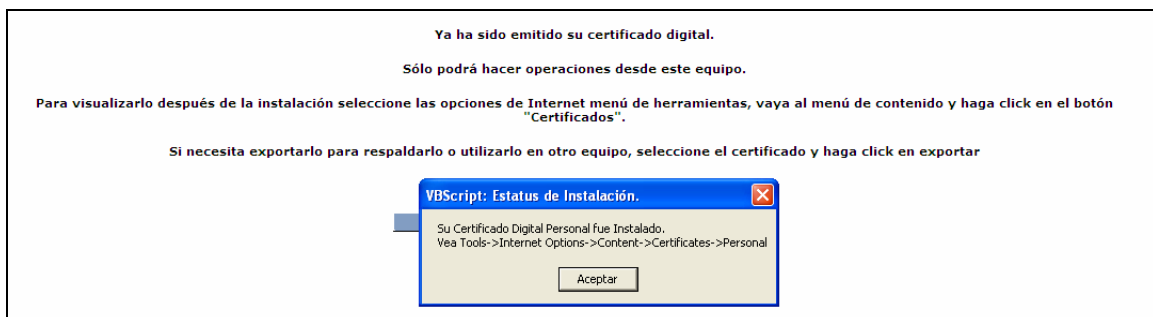 Ya ha sido emitido su certificado digital.
Sólo podrá hacer operaciones desde este equipo.
Para visualizarlo después de la instalación seleccione las opciones de Internet menú de herramientas, vaya al menú de contenido y haga click en el botón
"Certificados".
Si necesita exportarlo para respaldarlo o utilizarlo en otro equipo, seleccione el certificado y haga click en exportar
VBScript: Estatus de Instalación.
Su Certificado Digital Personal fue Instalado.
Vea Tools->Internet Options->Content->Certificates->Personal
Aceptar